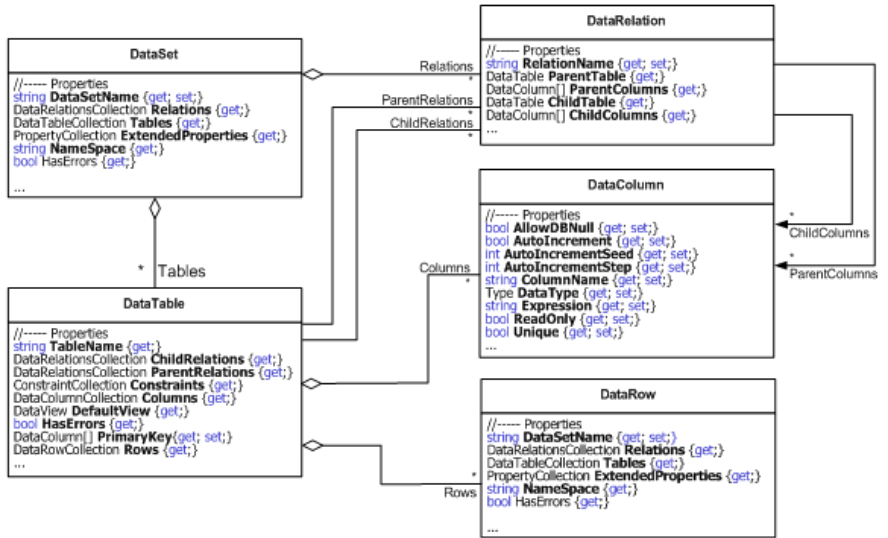 DataSet
//----- Properties
string DataSetName {get; set;}
DataRelationsCollection Relations {get;}
DataTableCollection Tables {get;}
PropertyCollection ExtendedProperties {get;}
string NameSpace {get;}
bool HasErrors {get;}
...
DataRelation
//----- Properties
string RelationName {get; set;}
DataTable ParentTable {get;}
DataColumn[] ParentColumns {get;}
DataTable ChildTable {get;}
DataColumn[] ChildColumns {get;}
...
Relations
*
ParentRelations
*
ChildRelations
*
DataColumn
//----- Properties
bool AllowDBNull {get; set;}
bool AutoIncrement {get; set;}
int AutoIncrementSeed {get; set;}
int AutoIncrementStep {get; set;}
string ColumnName {get; set;}
Type DataType {get; set;}
string Expression {get; set;}
bool ReadOnly {get; set;}
bool Unique {get; set;}
...
*
ChildColumns
*
ParentColumns
* Tables
Columns
*
DataTable
//----- Properties
string TableName {get;}
DataRelationsCollection ChildRelations {get;}
DataRelationsCollection ParentRelations {get;}
ConstraintCollection Constraints {get;}
DataColumnCollection Columns {get;}
DataView DefaultView {get;}
bool HasErrors {get;}
DataColumn[] PrimaryKey{get; set;}
DataRowCollection Rows {get;}
...
*
Rows
DataRow
//----- Properties
string DataSetName {get; set;}
DataRelationsCollection Relations {get;}
DataTableCollection Tables {get;}
PropertyCollection ExtendedProperties {get;}
string NameSpace {get;}
bool HasErrors {get;}
...